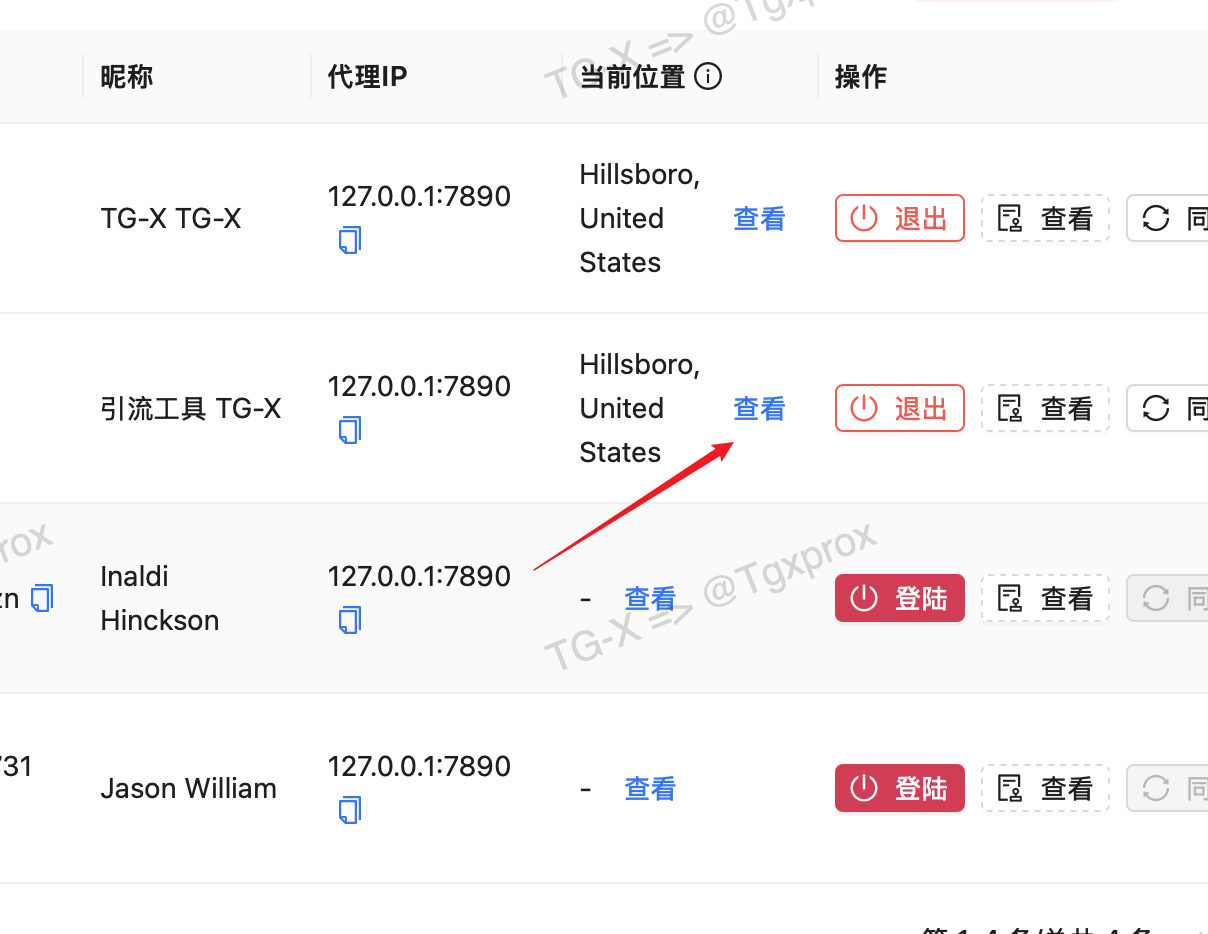 昵称
代理IP
当前位置
操作
TG-X => @Tgxpro
TG-X TG-X
127.0.0.1:7890
Hillsboro,
United
States
查看
退出
查看
同
引流工具 TG-X
127.0.0.1:7890
Hillsboro,
United
States
查看
退出
查看
同
rox
zn
Inaldi
Hinckson
127.0.0.1:7890
-
查看
TG-X => @Tgxprox
登陆
查看
同
731
Jason William
127.0.0.1:7890
-
查看
登陆
查看
同